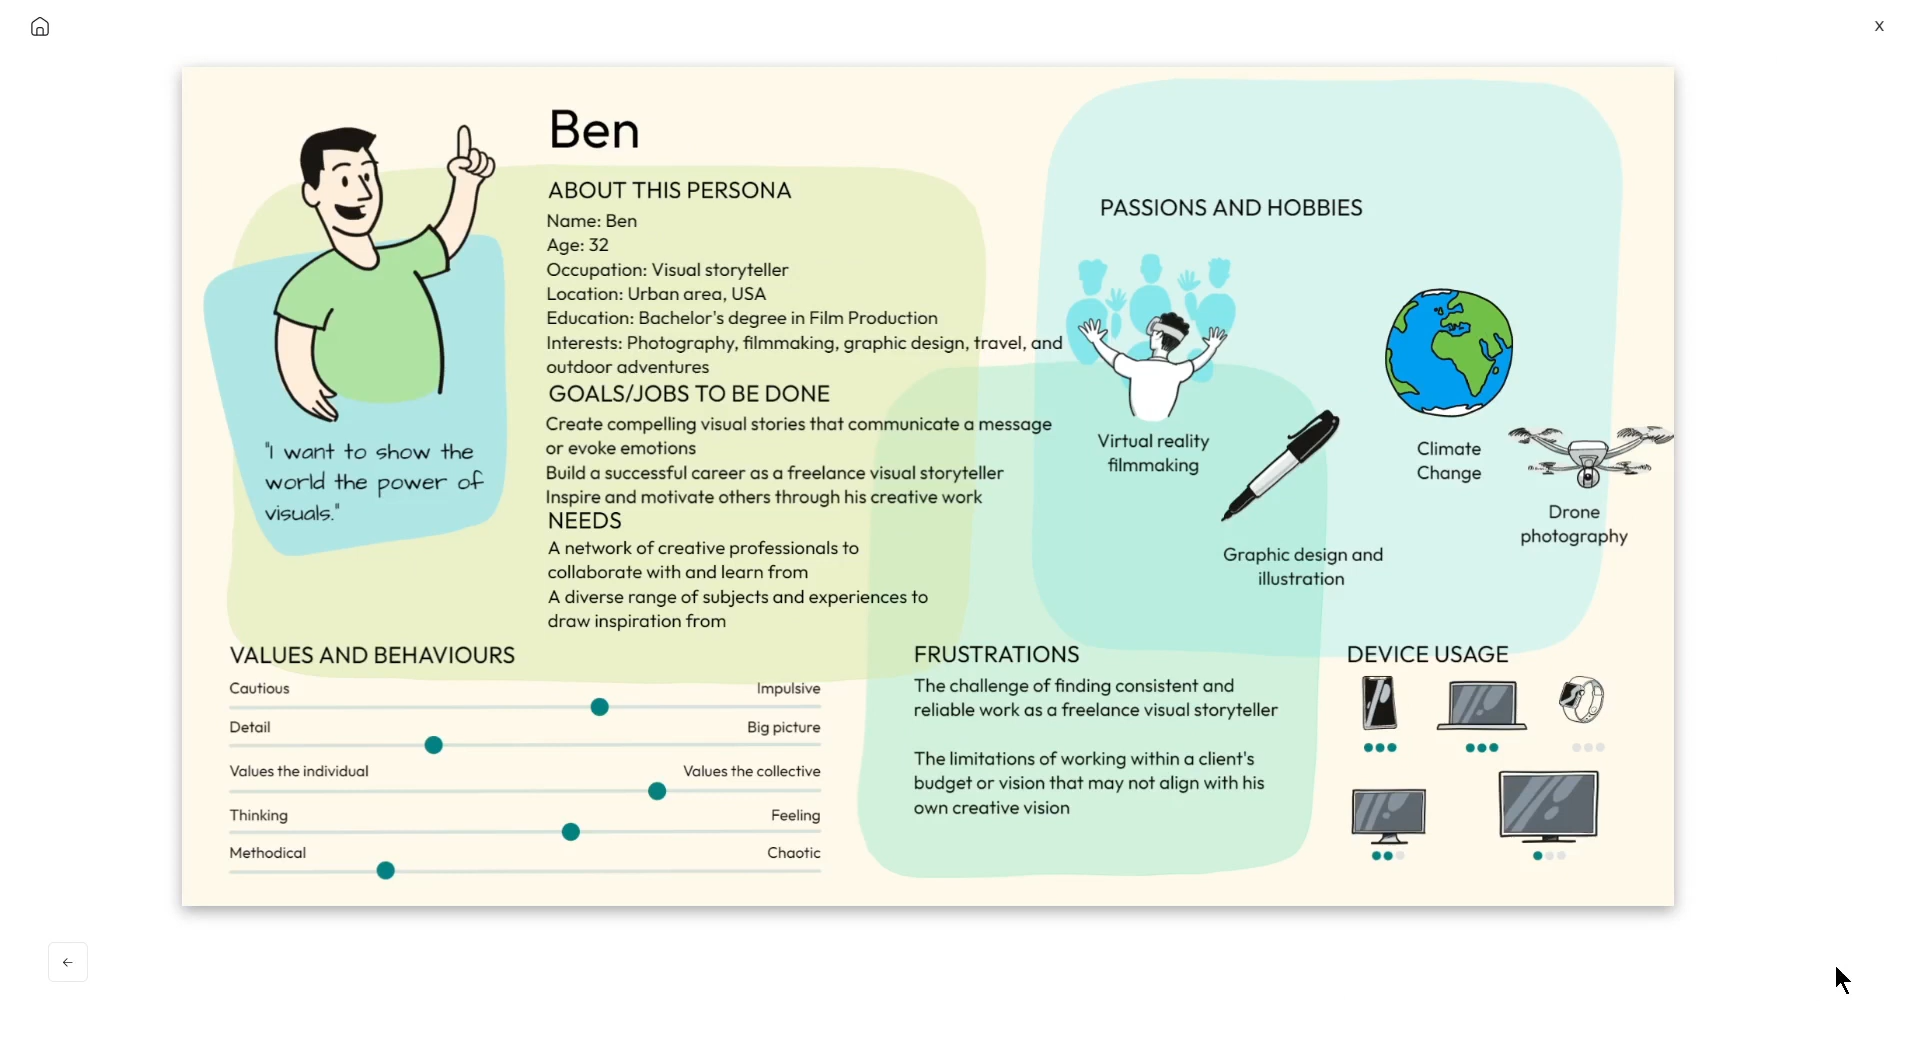 X
Ben
ABOUT THIS PERSONA
Name: Ben
Age: 32
Occupation: Visual storyteller
Location: Urban area, USA
Education: Bachelor's degree in Film Production
Interests: Photography, filmmaking, graphic design, travel, and
outdoor adventures
GOALS/JOBS TO BE DONE
Create compelling visual stories that communicate a message
or evoke emotions
Build a successful career as a freelance visual storyteller
Inspire and motivate others through his creative work
NEEDS
A network of creative professionals to
collaborate with and learn from
A diverse range of subjects and experiences to
draw inspiration from
"I want to show the
world the power of
visuals."
PASSIONS AND HOBBIES
Virtual reality
filmmaking
Climate
Change
Drone
photography
Graphic design and
illustration
VALUES AND BEHAVIOURS
Cautious Impulsive
Detail Big picture
Values the individual Values the collective
Thinking Feeling
Methodical Chaotic
FRUSTRATIONS
The challenge of finding consistent and
reliable work as a freelance visual storyteller
The limitations of working within a client's
budget or vision that may not align with his
own creative vision
DEVICE USAGE